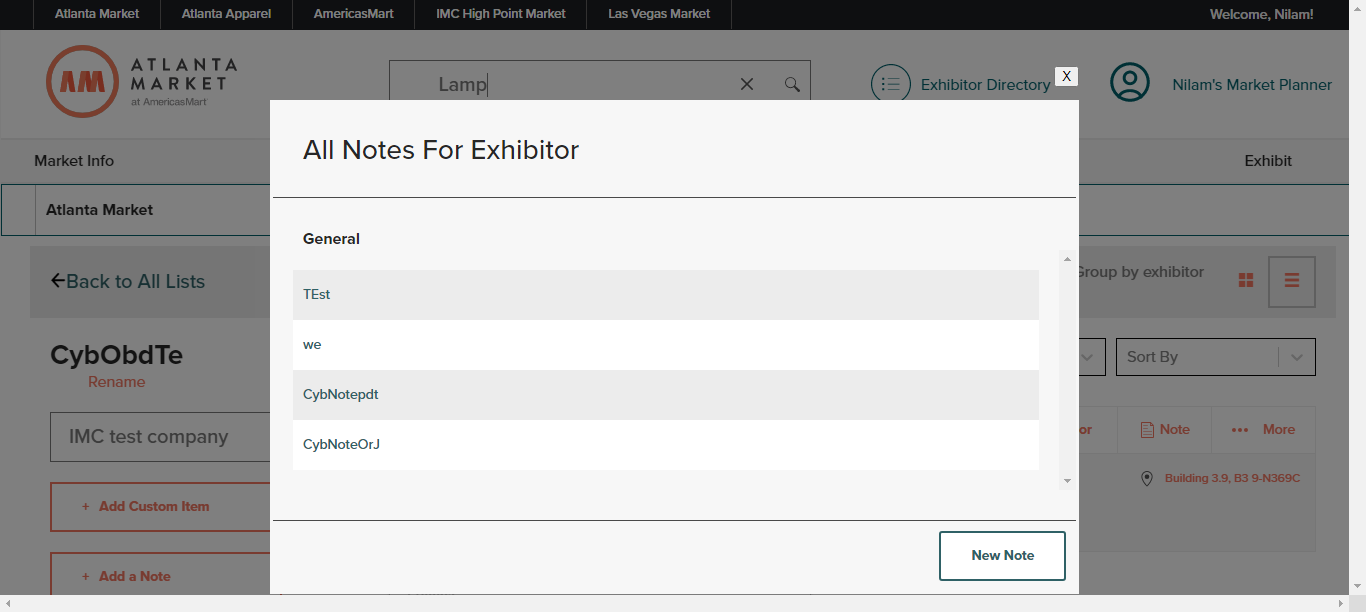 Atlanta Market Atlanta Apparel AmericasMart IMC High Point Market Las Vegas Market Welcome, Nilam!
ATLANTA
MARKET
at AmericasMart
Lamp
Exhibitor Directory
X
Nilam's Market Planner
Market Info Exhibit
Atlanta Market
All Notes For Exhibitor
General
TEst
we
CybNotepdt
CybNoteOrJ
New Note
Back to All Lists
Group by exhibitor
CybObdTe
Rename
Sort By
IMC test company
or Note ••• More
Building 3.9, B3 9-N369C
+ Add Custom Item
+ Add a Note